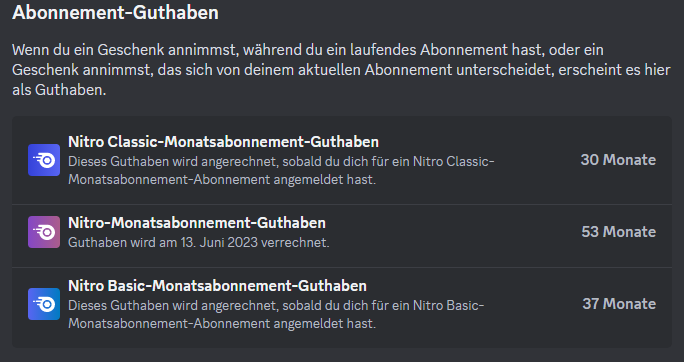 Abonnement-Guthaben
Wenn du ein Geschenk annimmst, während du ein laufendes Abonnement hast, oder ein
Geschenk annimmst, das sich von deinem aktuellen Abonnement unterscheidet, erscheint es hier
als Guthaben.
Nitro Classic-Monatsabonnement-Guthaben
Dieses Guthaben wird angerechnet, sobald du dich für ein Nitro Classic-
Monatsabonnement-Abonnement angemeldet hast.
30 Monate
Nitro-Monatsabonnement-Guthaben
Guthaben wird am 13. Juni 2023 verrechnet.
53 Monate
Nitro Basic-Monatsabonnement-Guthaben
Dieses Guthaben wird angerechnet, sobald du dich für ein Nitro Basic-
Monatsabonnement-Abonnement angemeldet hast.
37 Monate